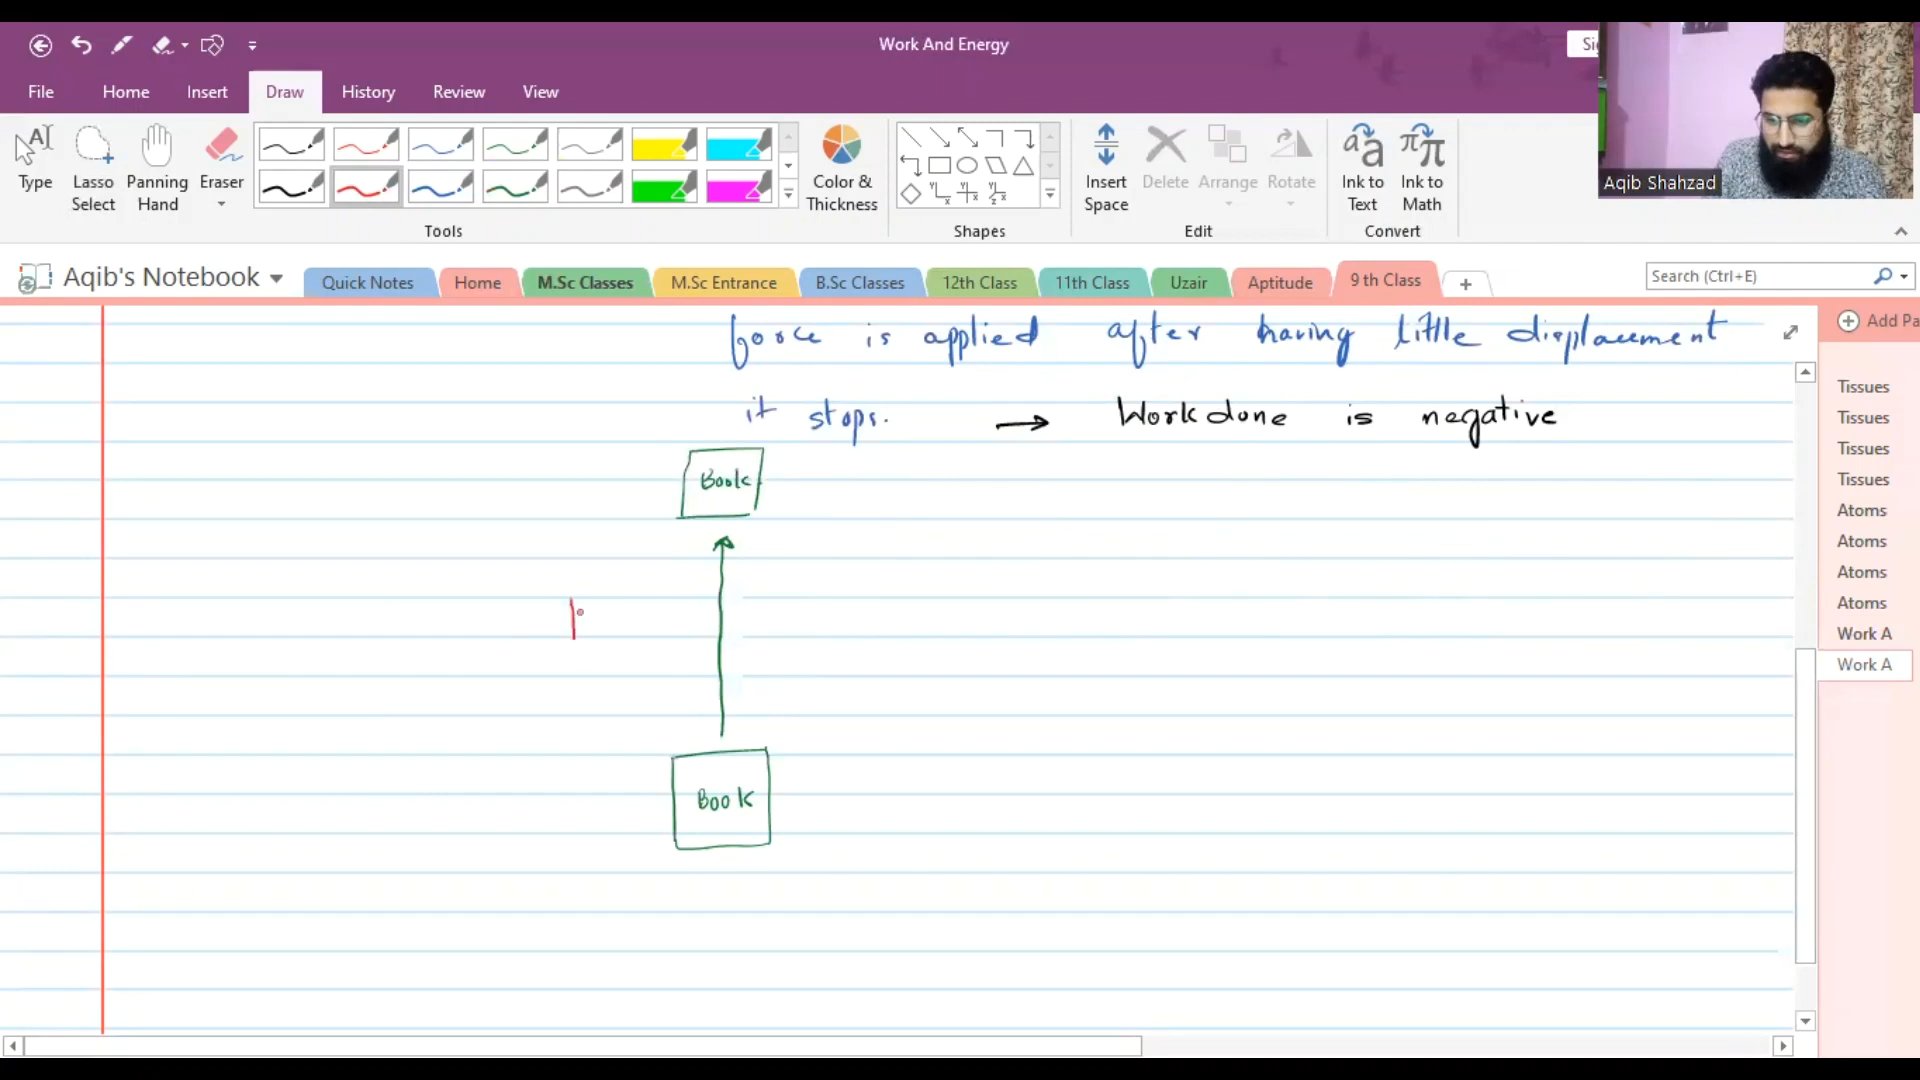 Work And Energy
File Home Insert Draw History Review View
Type
Lasso Select
Panning Hand
Eraser
Color & Thickness
Insert Space
Delete
Arrange
Rotate
Ink to Text
Ink to Math
Tools
Shapes
Edit
Convert
Aqib Shahzad
Aqib's Notebook
Quick Notes Home M.Sc Classes M.Sc Entrance B.Sc Classes 12th Class 11th Class Uzair Aptitude 9 th Class
Search (Ctrl+E)
Add Pa
Tissues
Tissues
Tissues
Tissues
Atoms
Atoms
Atoms
Atoms
Work A
Work A
force is applied after having little displacement
it stops. → Workdone is negative
Book
Book